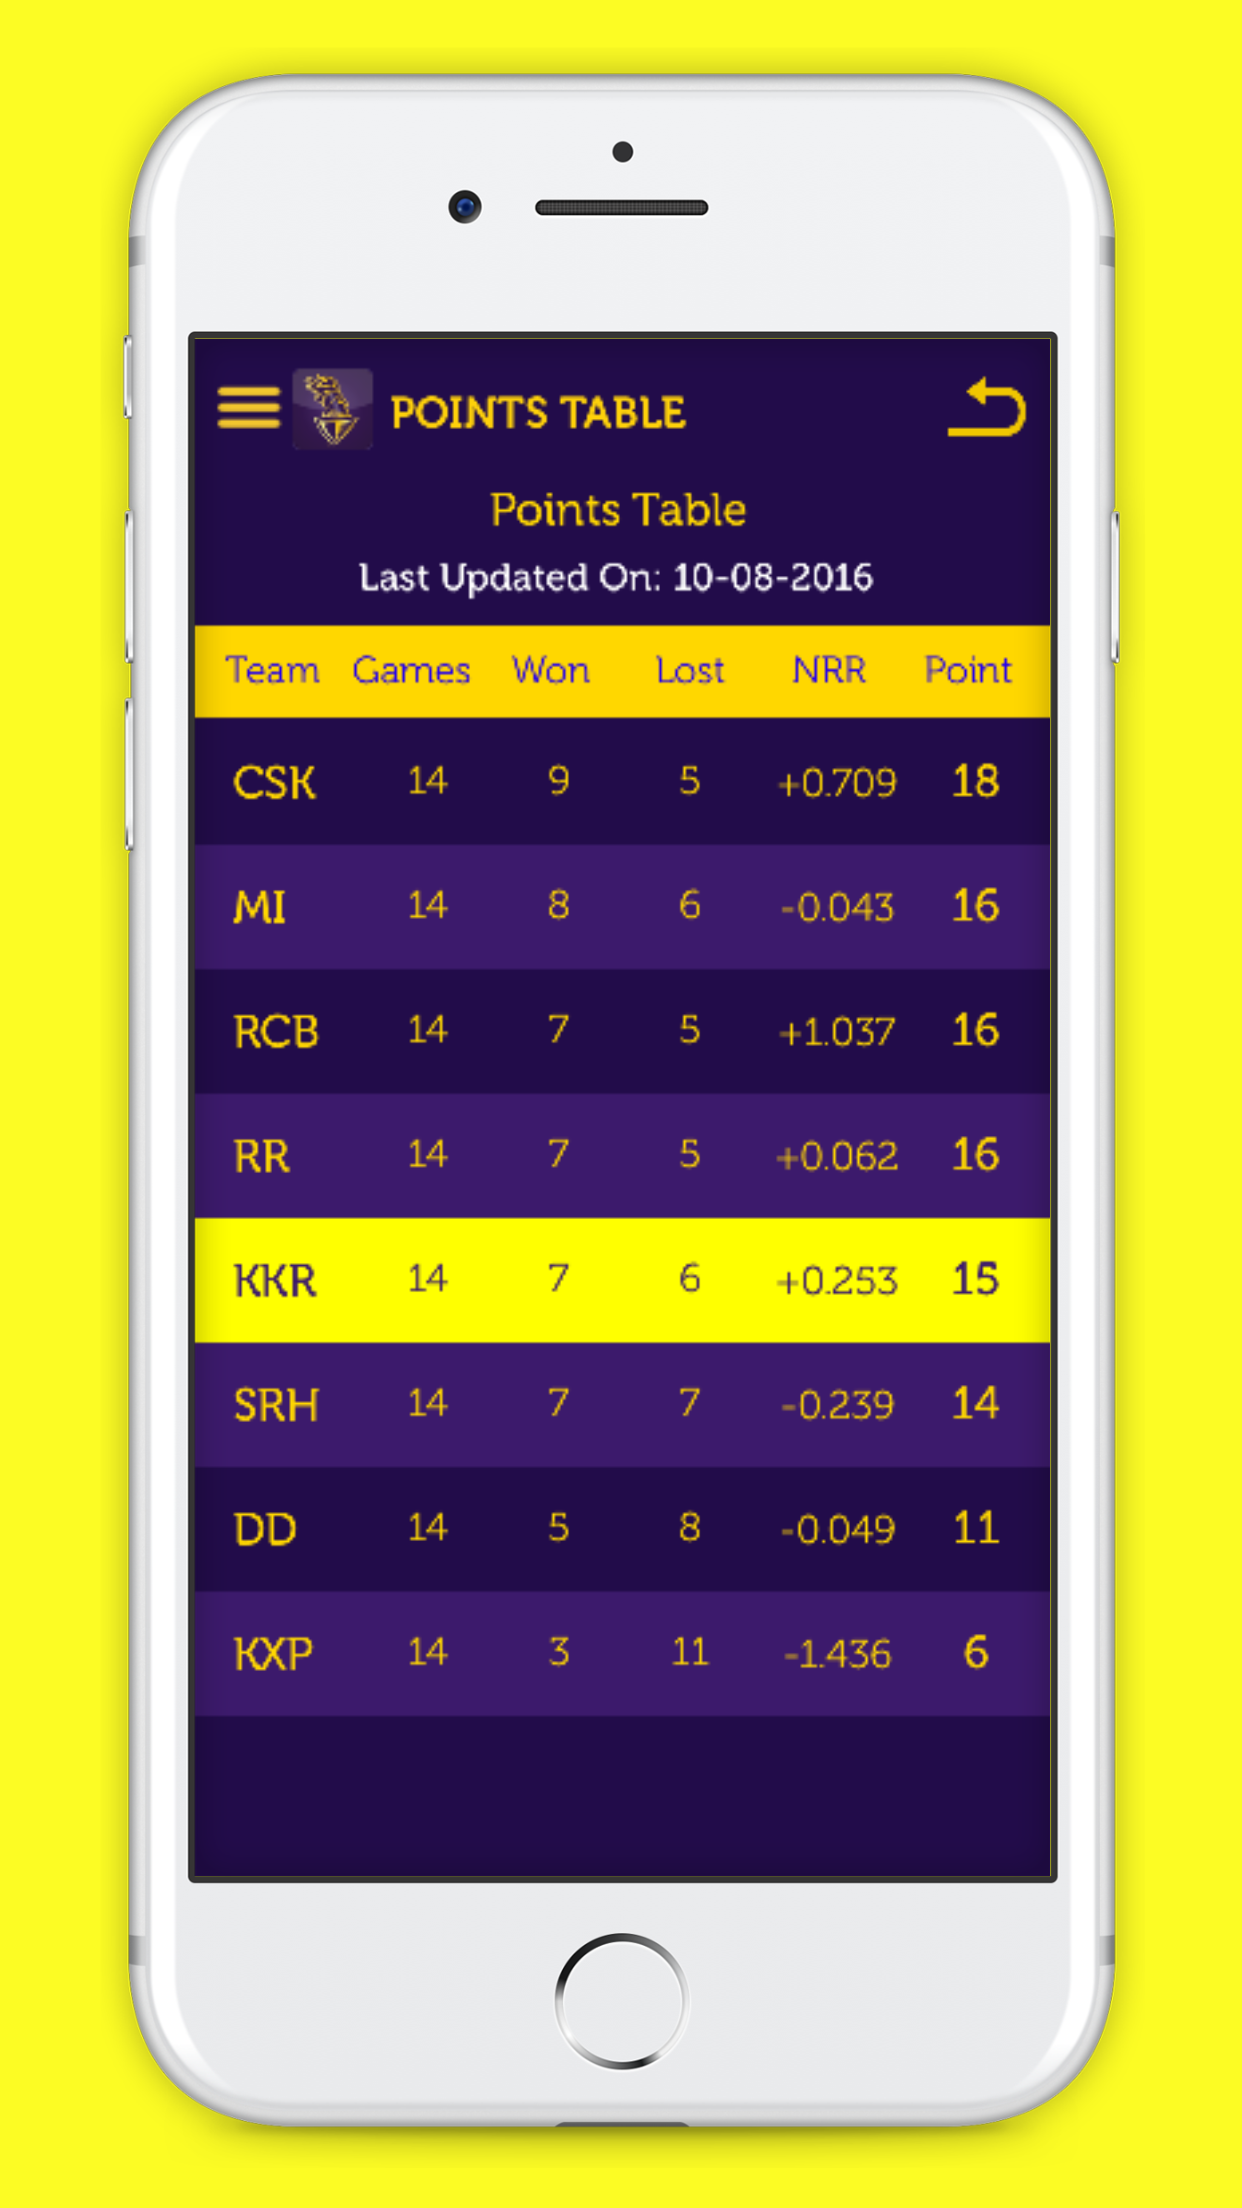 POINTS TABLE
Points Table
Last Updated On: 10-08-2016
Team Games Won Lost NRR Point
CSK 14 9 5 +0.709 18
MI 14 8 6 -0.043 16
RCB 14 7 5 +1.037 16
RR 14 7 5 +0.062 16
KKR 14 7 6 +0.253 15
SRH 14 7 7 -0.239 14
DD 14 5 8 -0.049 11
KXP 14 3 11 -1.436 6